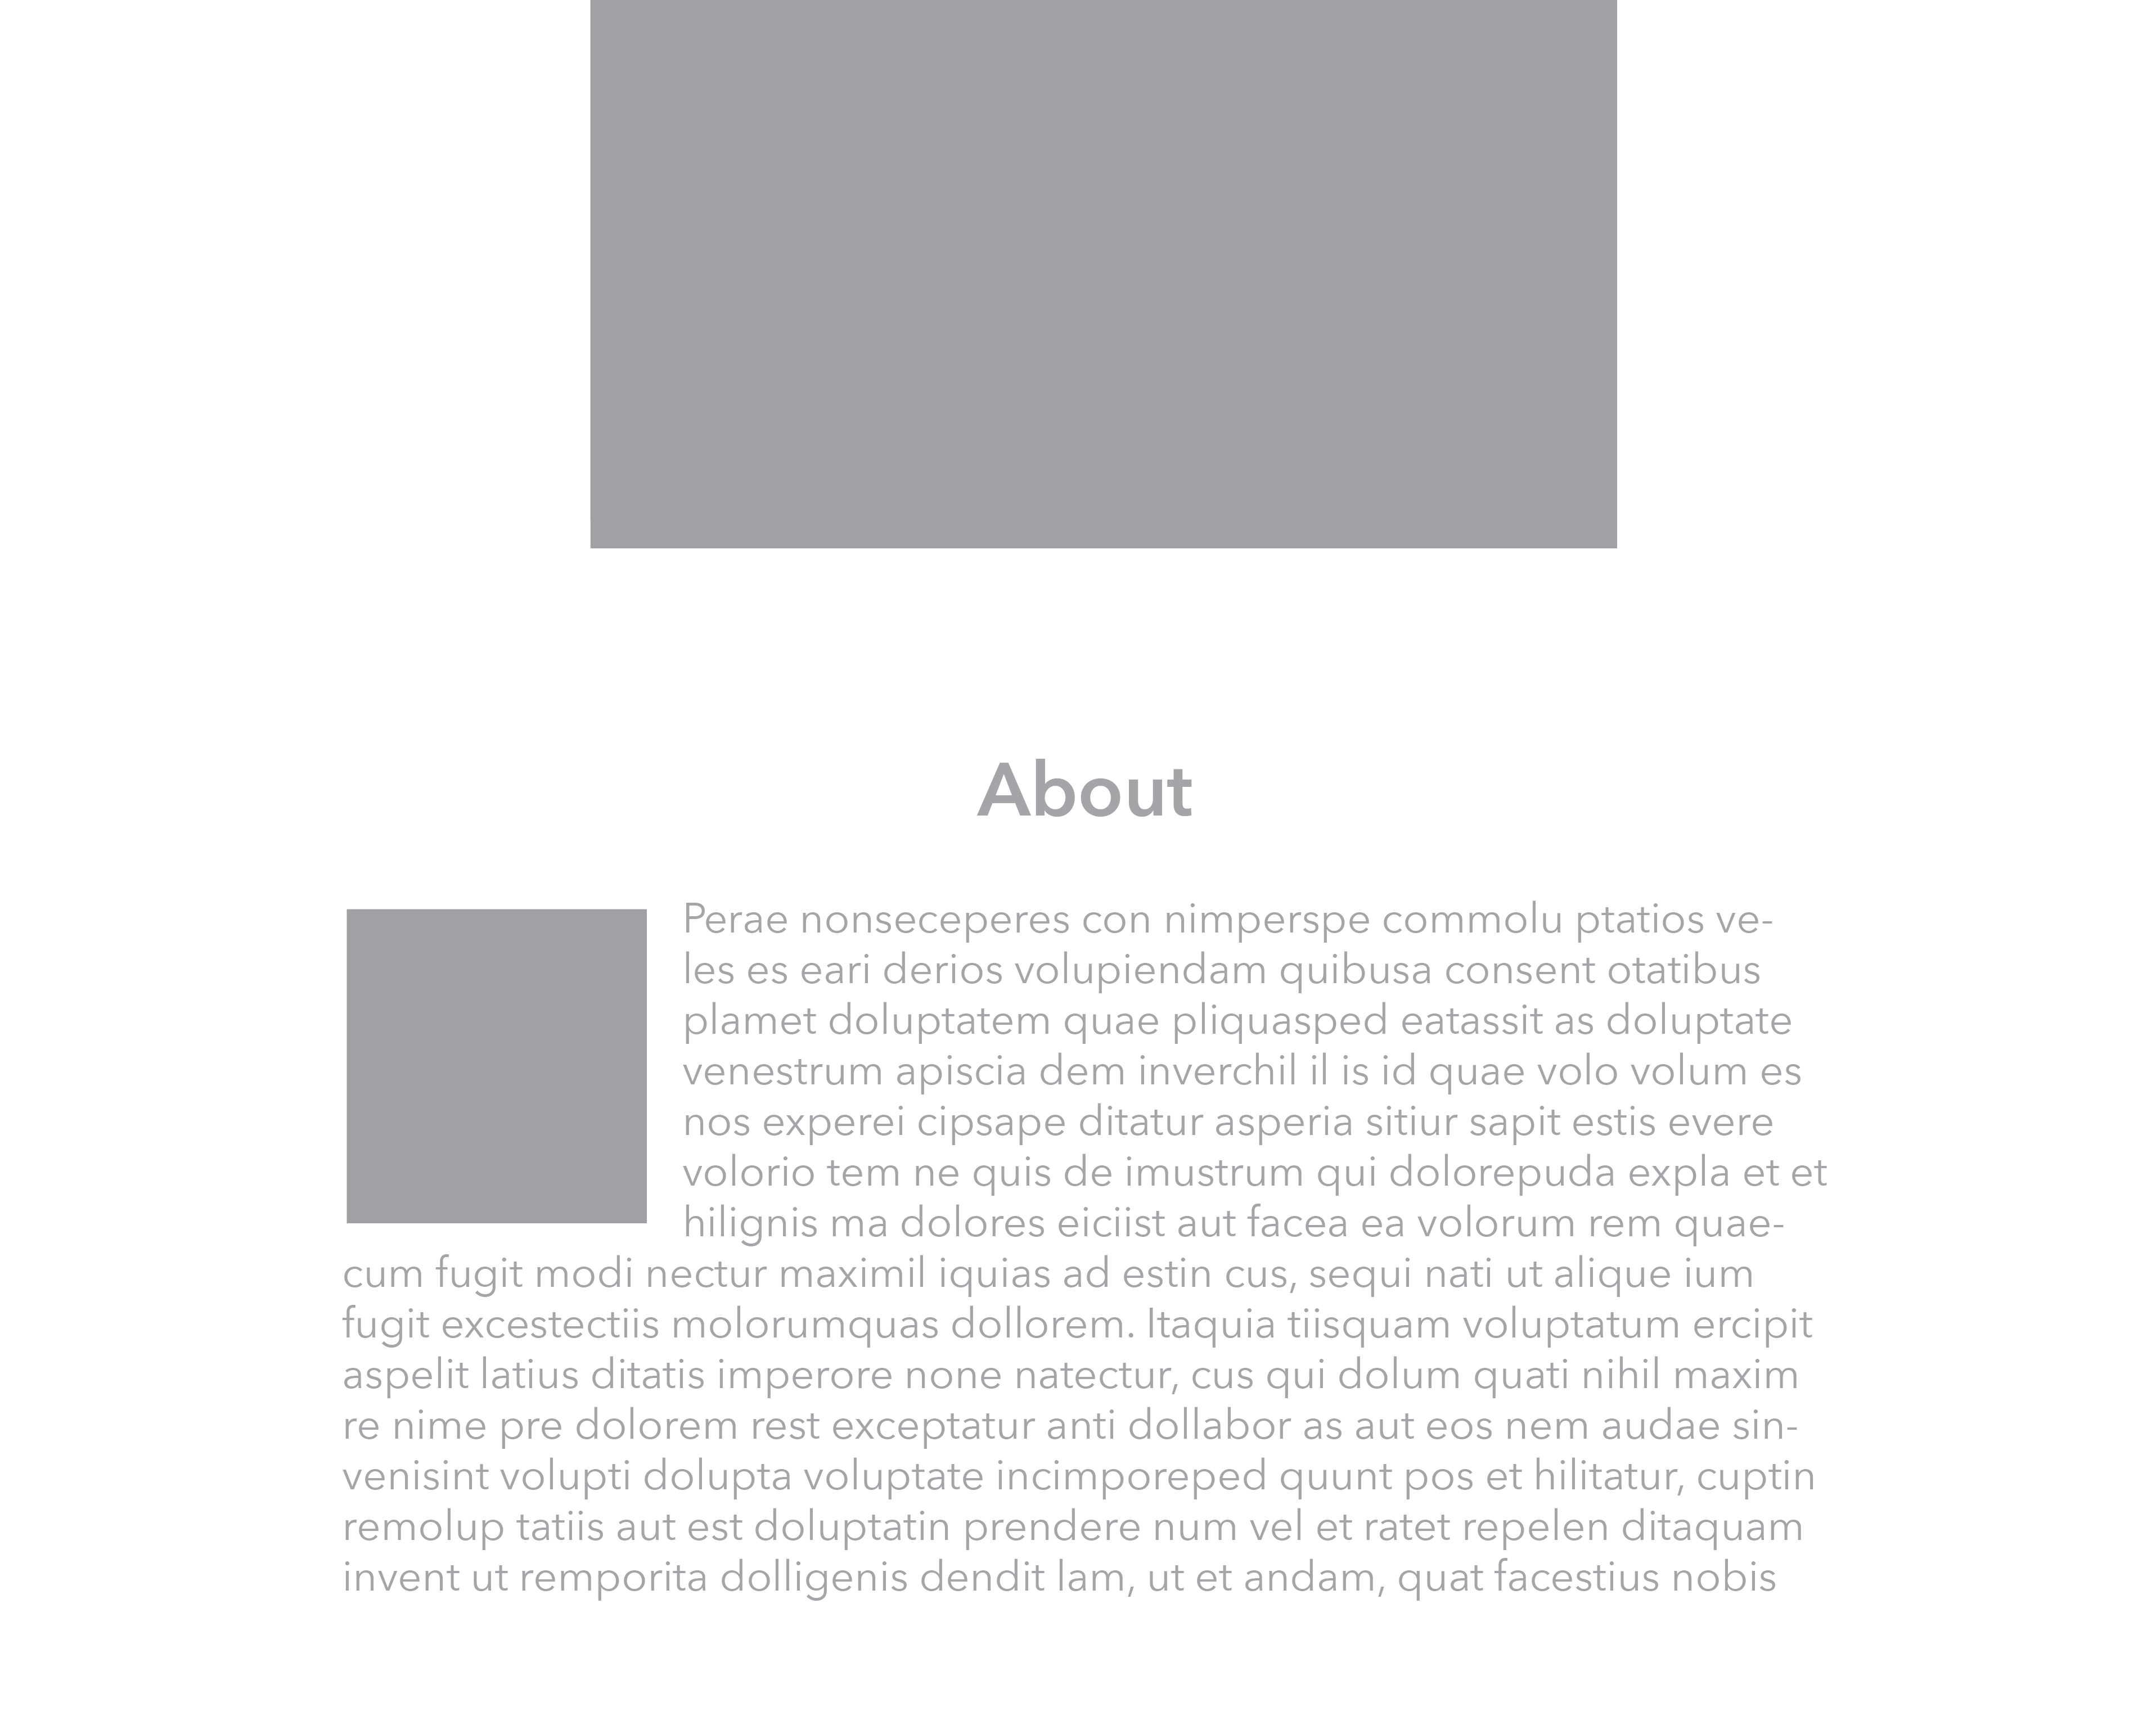 About
Perae nonseceperes con nimperspe commolu ptatios ve-
les es eari derios volupiendam quibusa consent otatibus
plamet doluptatem quae pliquasped eatassit as doluptate
venestrum apiscia dem inverchil il is id quae volo volum es
nos experei cipsape ditatur asperia sitiur sapit estis evere
volorio tem ne quis de imustrum qui dolorepuda expla et et
hilignis ma dolores eiciist aut facea ea volorum rem quae-
cum fugit modi nectur maximil iquias ad estin cus, sequi nati ut alique ium
fugit excestectiis molorumquas dollorem. Itaquia tiisquam voluptatum ercipit
aspelit latius ditatis imperore none natectur, cus qui dolum quati nihil maxim
re nime pre dolorem rest exceptatur anti dollabor as aut eos nem audae sin-
venisint volupti dolupta voluptate incimporeped quunt pos et hilitatur, cuptin
remolup tatiis aut est doluptatin prendere num vel et ratet repelen ditaquam
invent ut remporita dolligenis dendit lam, ut et andam, quat facestius nobis